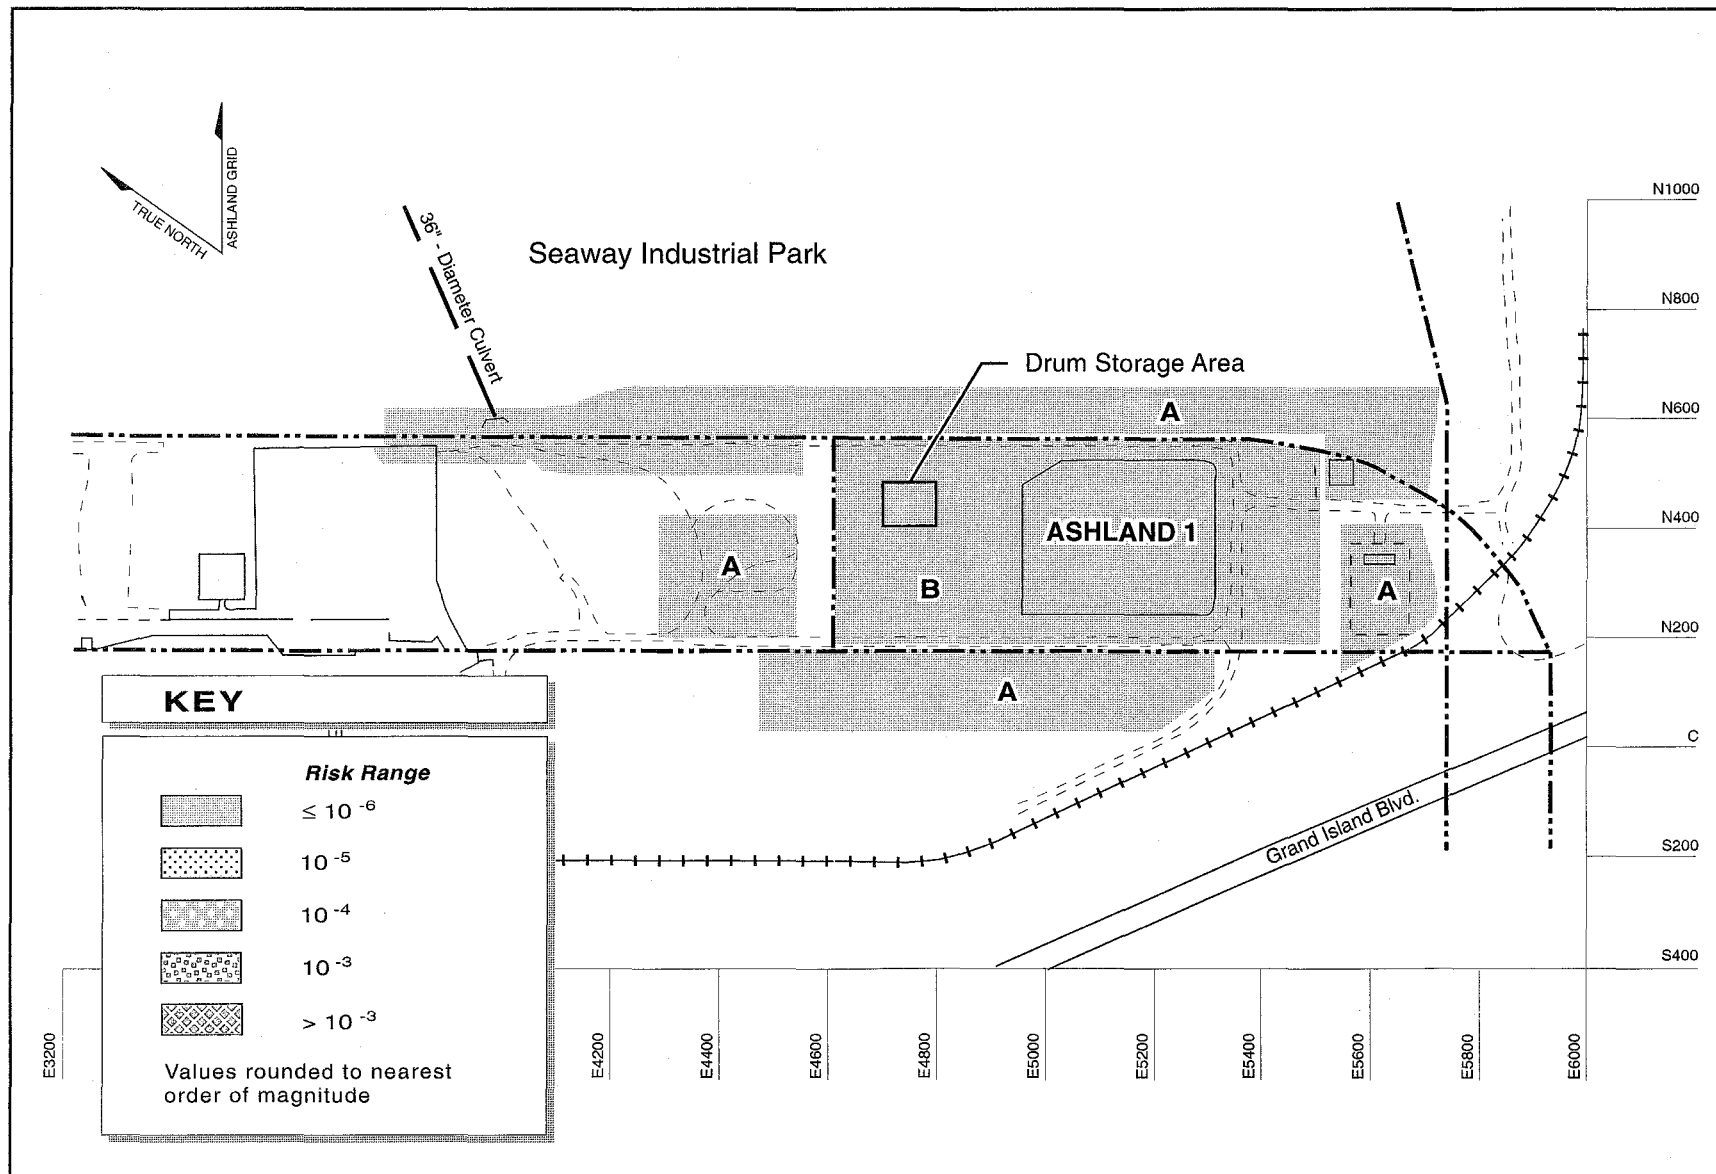 N1000
ASHLAND GRID
TRUE NORTH
36" - Diameter Culvert
Seaway Industrial Park
N800
Drum Storage Area
A
N600
ASHLAND 1
N400
A
B
A
N200
A
KEY
C
Risk Range
≤ 10 -6
Grand Island Blvd.
10 -5
S200
10 -4
10 -3
S400
> 10 -3
E3200
E4200
E4400
E4600
E4800
E5000
E5200
E5400
E5600
E5800
E6000
Values rounded to nearest
order of magnitude